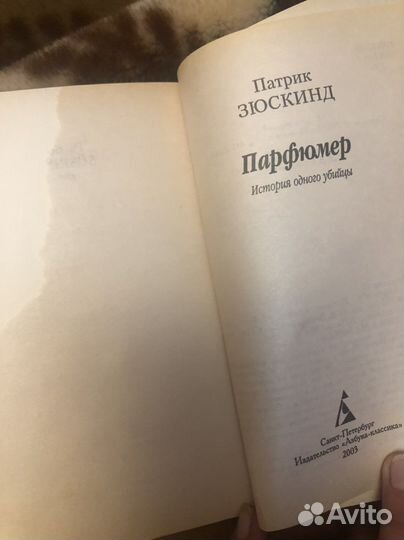 Патрик
ЗЮСКИНД
Парфюмер
История одного убийцы
Санкт-Петербург
Издательство «Азбука-классика»
2003
Avito